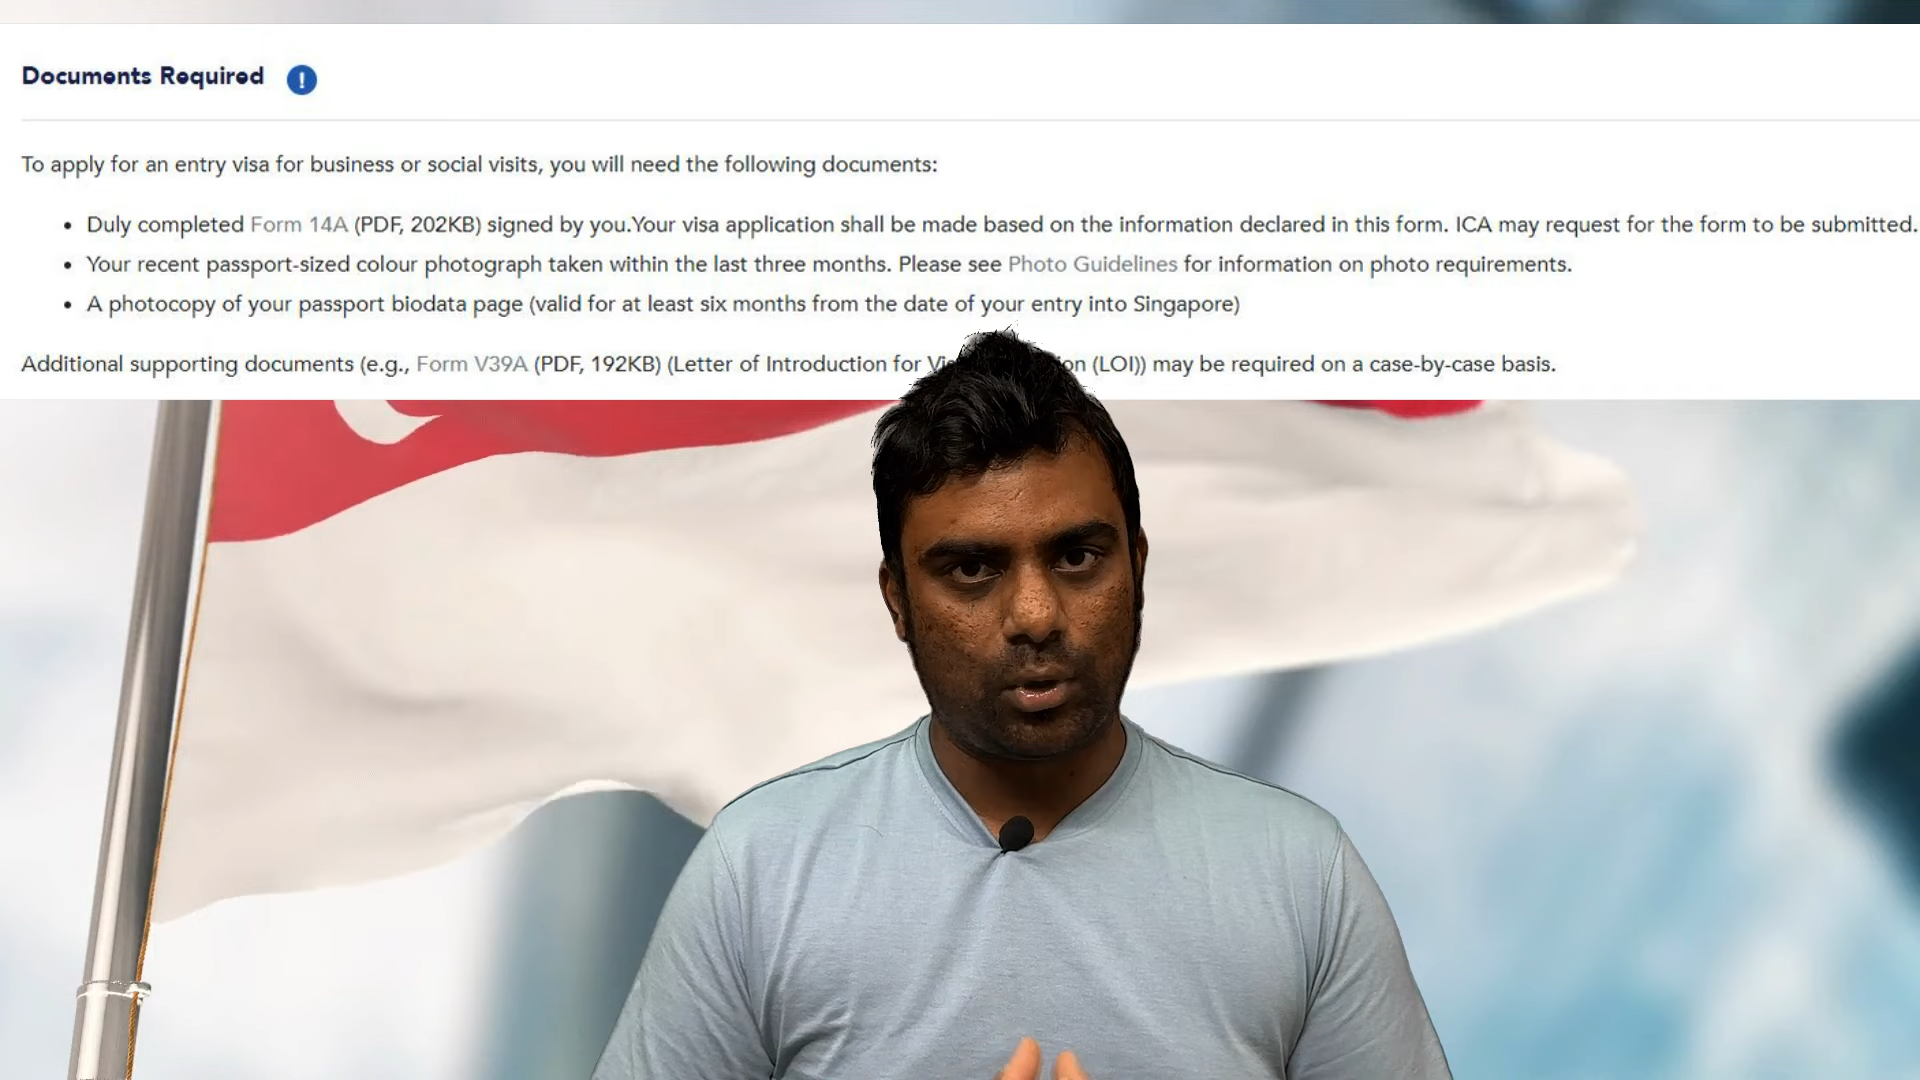 Documents Required
To apply for an entry visa for business or social visits, you will need the following documents:
Duly completed Form 14A (PDF, 202KB) signed by you.Your visa application shall be made based on the information declared in this form. ICA may request for the form to be submitted.
Your recent passport-sized colour photograph taken within the last three months. Please see Photo Guidelines for information on photo requirements.
A photocopy of your passport biodata page (valid for at least six months from the date of your entry into Singapore)
Additional supporting documents (e.g., Form V39A (PDF, 192KB) (Letter of Introduction for (LOI)) may be required on a case-by-case basis.